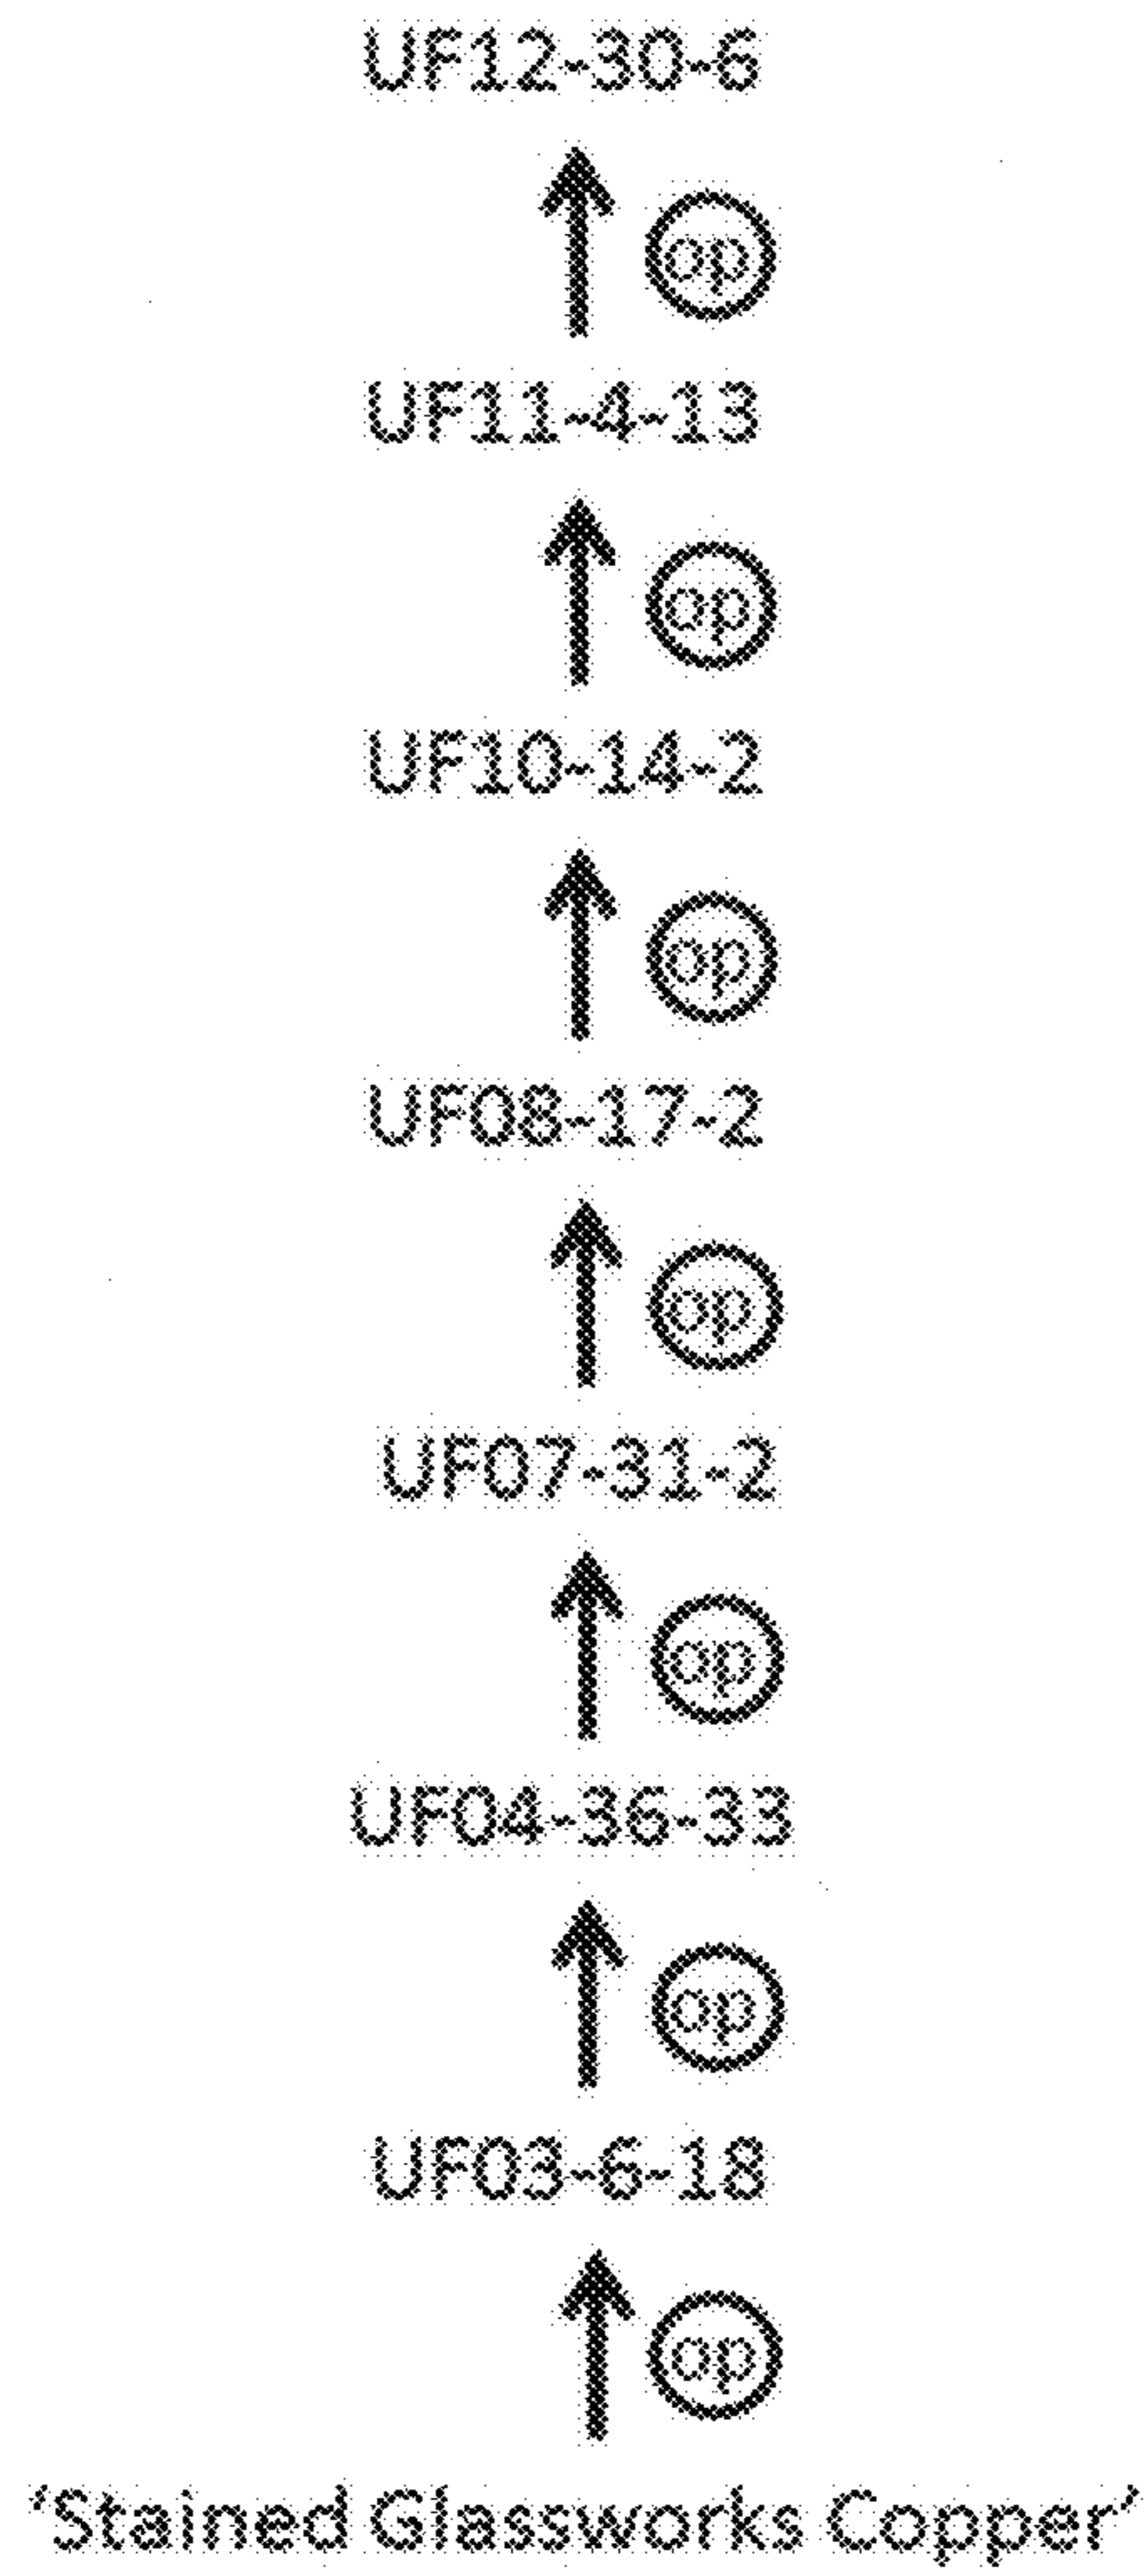 UF12-30-6
op
UF11-4-13
op
UF10-14-2
op
UF08-17-2
op
UF07-31-2
op
UF04-36-33
op
UF03-6-18
op
‘Stained Glassworks Copper’